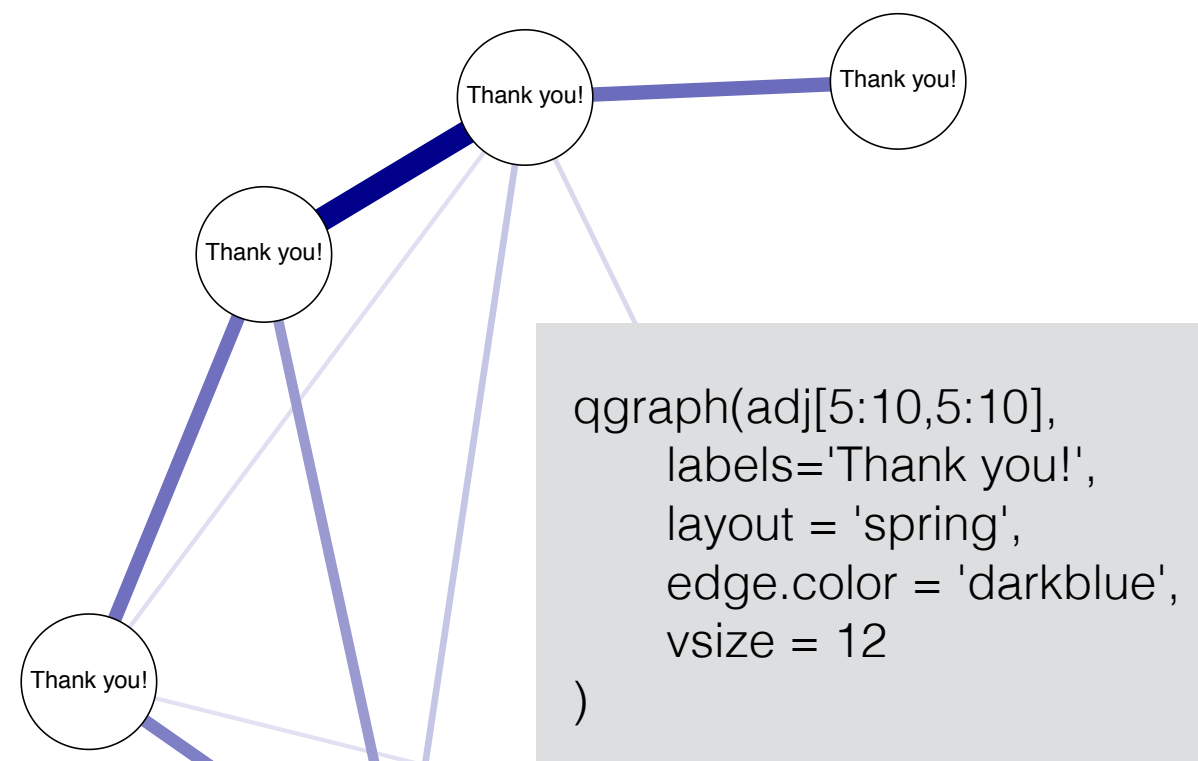 Thank you!
Thank you!
Thank you!
Thank you!
qgraph(adj[5:10,5:10],
labels='Thank you!',
layout = 'spring',
edge.color = 'darkblue',
vsize = 12
)